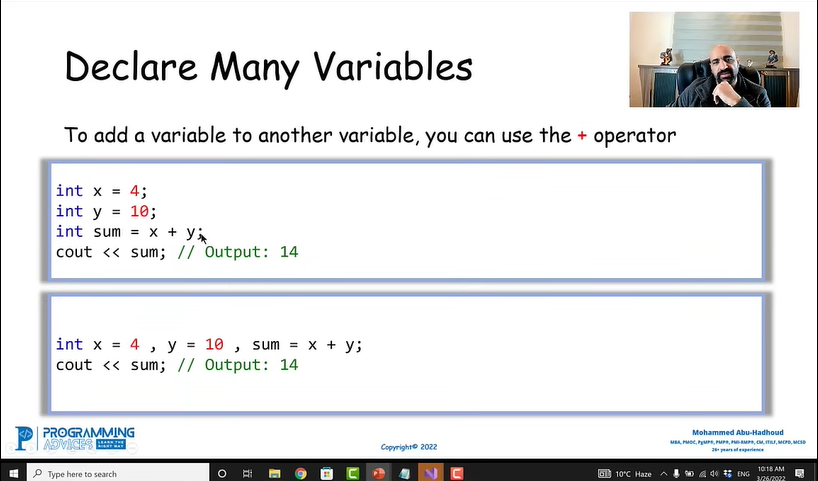 Declare Many Variables
To add a variable to another variable, you can use the + operator
int x = 4;
int y = 10;
int sum = x + y;
cout << sum; // Output: 14
int x = 4 , y = 10 , sum = x + y;
cout << sum; // Output: 14
PROGRAMMING
ADVICES LEARN THE RIGHT WAY
Copyright© 2022
Mohammed Abu-Hadhoud
MBA, PMOC, PgMP®, PMP®, PMI-RMP®, CM, ITILF, MCPD, MCSD
26+ years of experience
Type here to search
10°C Haze
ENG
10:18 AM
3/26/2022